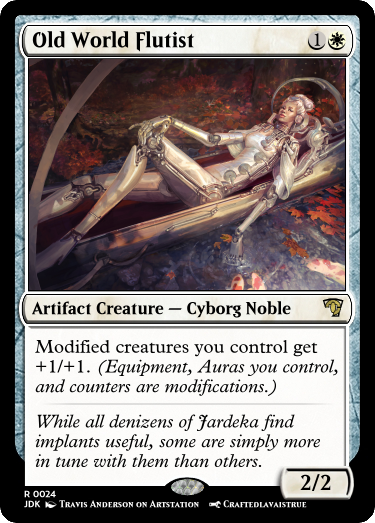 Old World Flutist 1
Artifact Creature — Cyborg Noble
Modified creatures you control get
+1/+1. (Equipment, Auras you control,
and counters are modifications.)
While all denizens of Jardeka find
implants useful, some are simply more
in tune with them than others.
2/2
R 0024
JDK Travis Anderson on Artstation Craftedlavaistrue